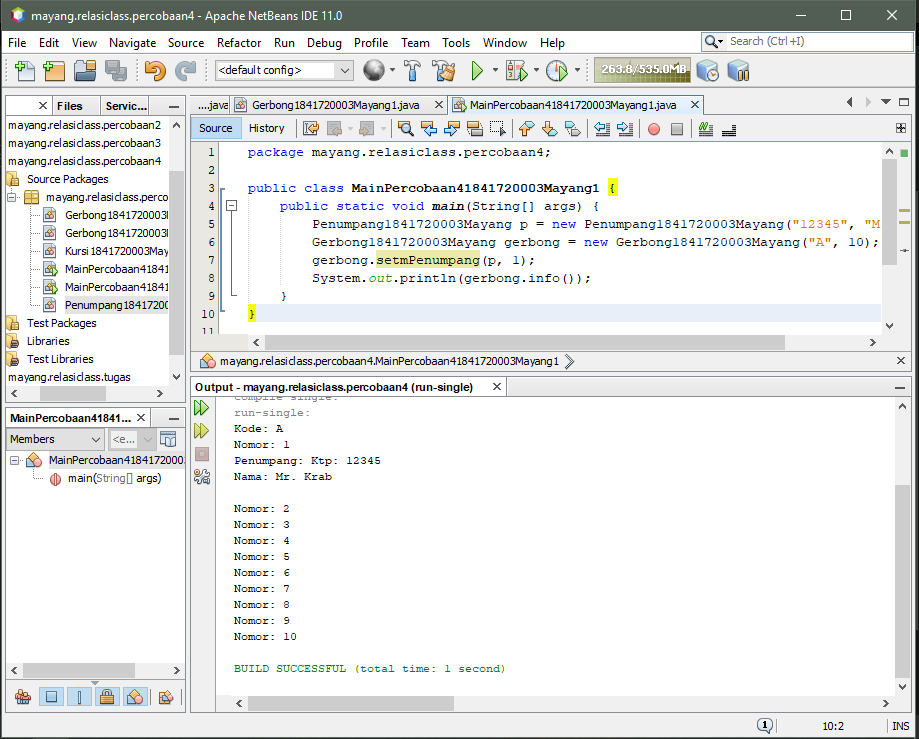 mayang.relasiclass.percobaan4 - Apache NetBeans IDE 11.0
File Edit View Navigate Source Refactor Run Debug Profile Team Tools Window Help
Search (Ctrl+I)
<default config>
263.8/535.0MB
Files
Servic...
mayang.relasiclass.percobaan2
mayang.relasiclass.percobaan3
mayang.relasiclass.percobaan4
Source Packages
mayang.relasiclass.perco
Gerbong1841720003
Gerbong1841720003
Kursi1841720003May
MainPercobaan4184
MainPercobaan4184
Penumpang1841720
Test Packages
Libraries
Test Libraries
mayang.relasiclass.tugas
MainPercobaan41841...
Members
<e...
MainPercobaan418417200
main(String[] args)
....java
Gerbong1841720003Mayang1.java
MainPercobaan41841720003Mayang1.java
Source
History
1 package mayang.relasiclass.percobaan4;
2
3 public class MainPercobaan41841720003Mayang1 {
4 public static void main(String[] args) {
5 Penumpang1841720003Mayang p = new Penumpang1841720003Mayang("12345", "M
6 Gerbong1841720003Mayang gerbong = new Gerbong1841720003Mayang("A", 10);
7 gerbong.setmPenumpang(p, 1);
8 System.out.println(gerbong.info());
9 }
10 }
11
mayang.relasiclass.percobaan4.MainPercobaan41841720003Mayang1
Output - mayang.relasiclass.percobaan4 (run-single)
compile-single:
run-single:
Kode: A
Nomor: 1
Penumpang: Ktp: 12345
Nama: Mr. Krab
Nomor: 2
Nomor: 3
Nomor: 4
Nomor: 5
Nomor: 6
Nomor: 7
Nomor: 8
Nomor: 9
Nomor: 10
BUILD SUCCESSFUL (total time: 1 second)
1
10:2
INS